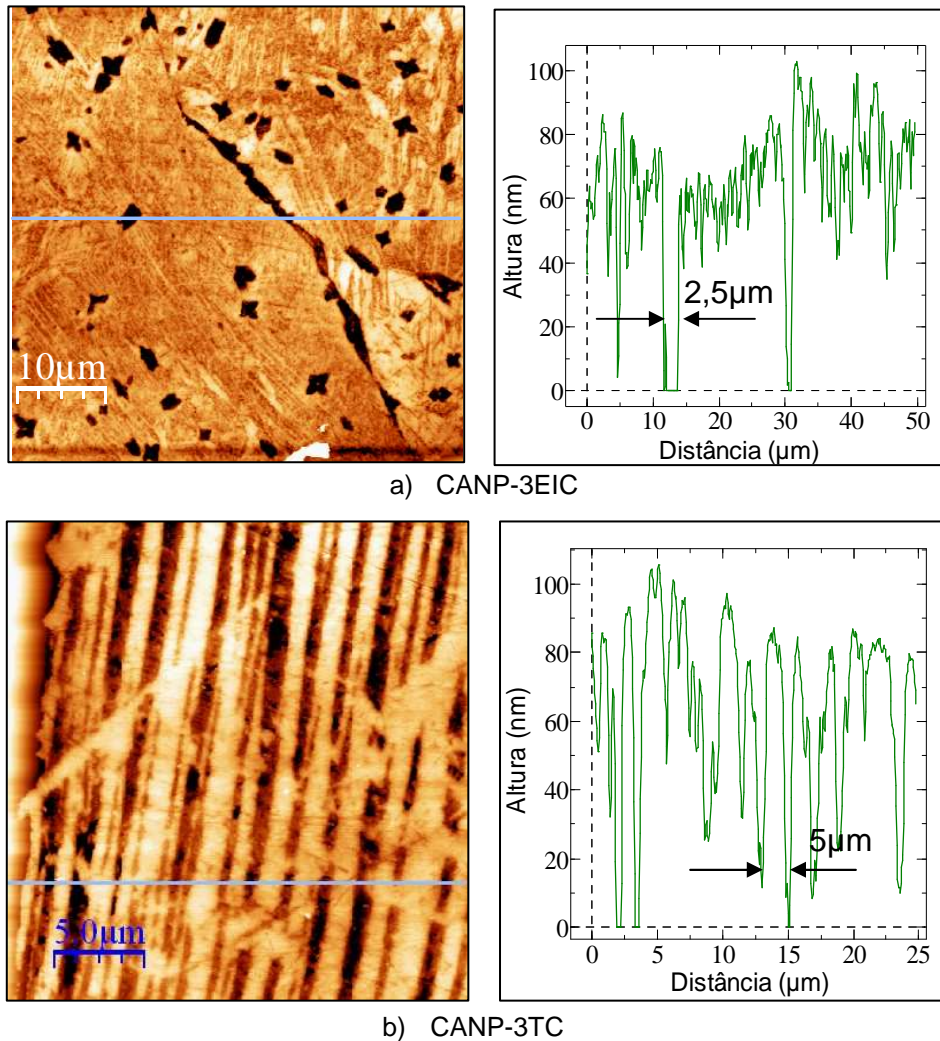 10µm
Altura (nm)
100
80
60
40
20
0
2,5µm
0 10 20 30 40 50
Distância (µm)
a) CANP-3EIC
5.0µm
Altura (nm)
100
80
60
40
20
0
5µm
0 5 10 15 20 25
Distância (µm)
b) CANP-3TC